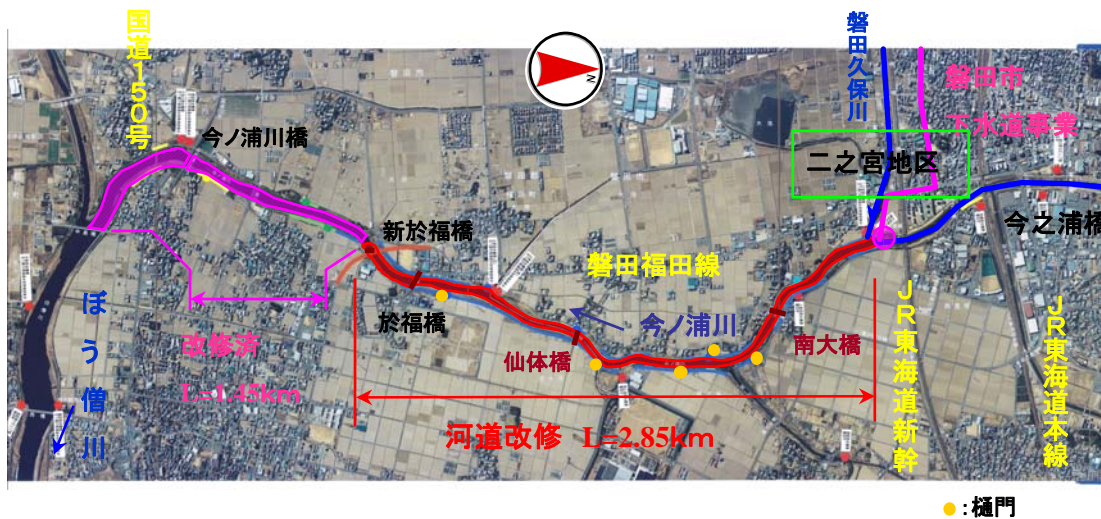 国道150号
今ノ浦川橋
N
磐田久保川
磐田市
下水道事業
二之宮地区
今之浦橋
新於福橋
磐田福田線
ぼう僧川
於福橋
今ノ浦川
改修済
L=1.45km
仙体橋
南大橋
JR東海道新幹
JR東海道本線
河道改修 L=2.85km
:樋門